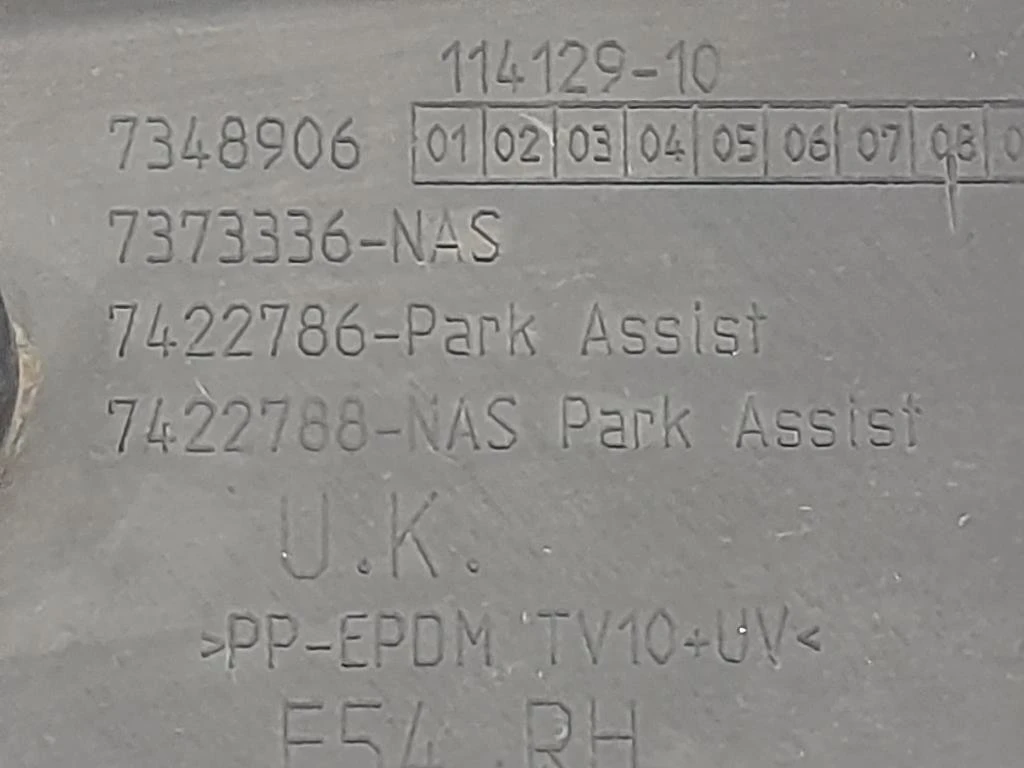 114129-10
7348906 01 02 03 04 05 06 07 08 0
7373336-NAS
7422786-Park Assist
7422788-NAS Park Assist
U.K.
>PP-EPDM TV10+UV<
F54 RH